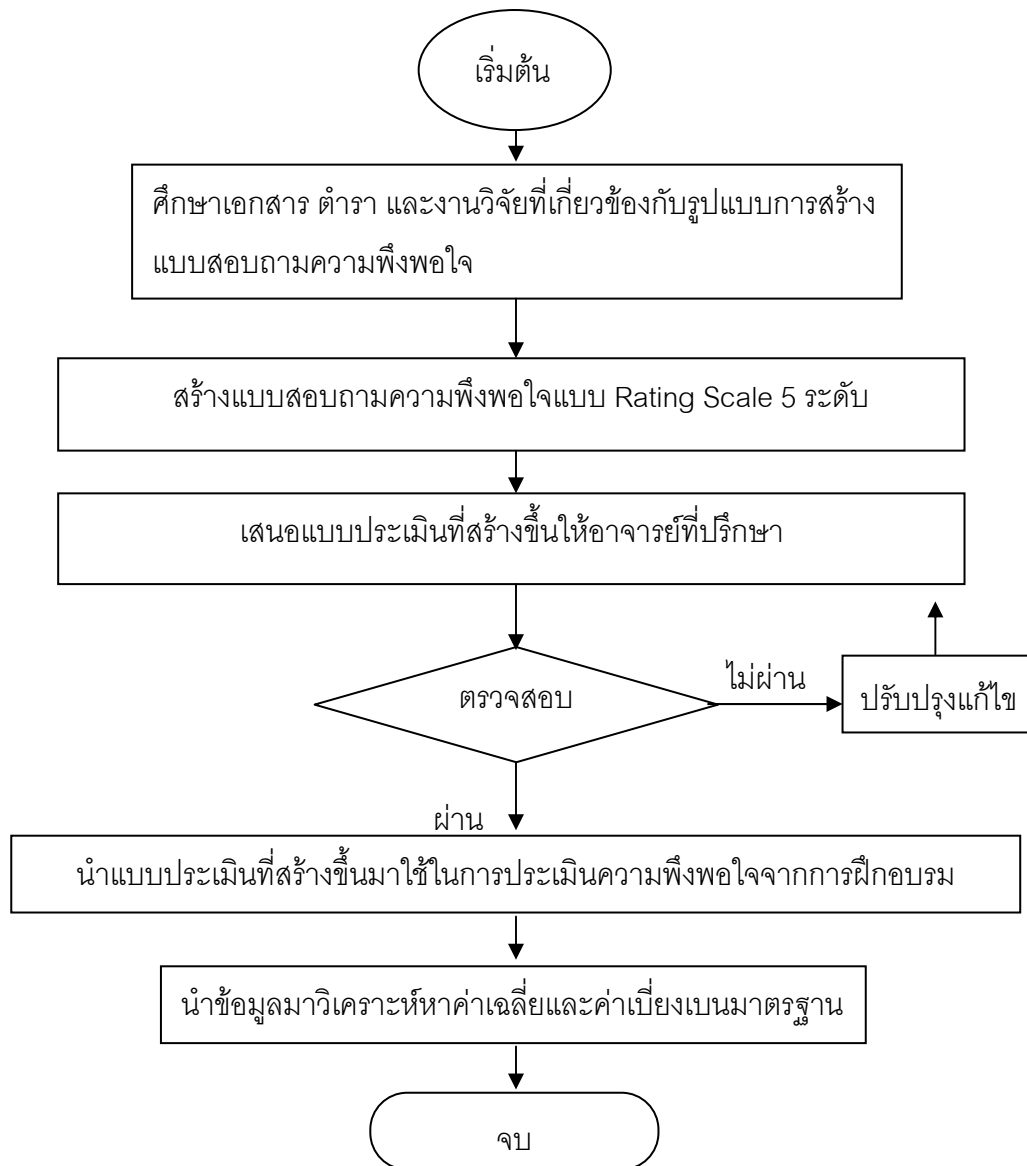 เริ่มต้น
ศึกษาเอกสาร ตำรา และงานวิจัยที่เกี่ยวข้องกับรูปแบบการสร้าง
แบบสอบถามความพึงพอใจ
สร้างแบบสอบถามความพึงพอใจแบบ Rating Scale 5 ระดับ
เสนอแบบประเมินที่สร้างขึ้นให้อาจารย์ที่ปรึกษา
ตรวจสอบ
ไม่ผ่าน
ปรับปรุงแก้ไข
ผ่าน
นำแบบประเมินที่สร้างขึ้นมาใช้ในการประเมินความพึงพอใจจากการฝึกอบรม
นำข้อมูลมาวิเคราะห์หาค่าเฉลี่ยและค่าเบี่ยงเบนมาตรฐาน
จบ